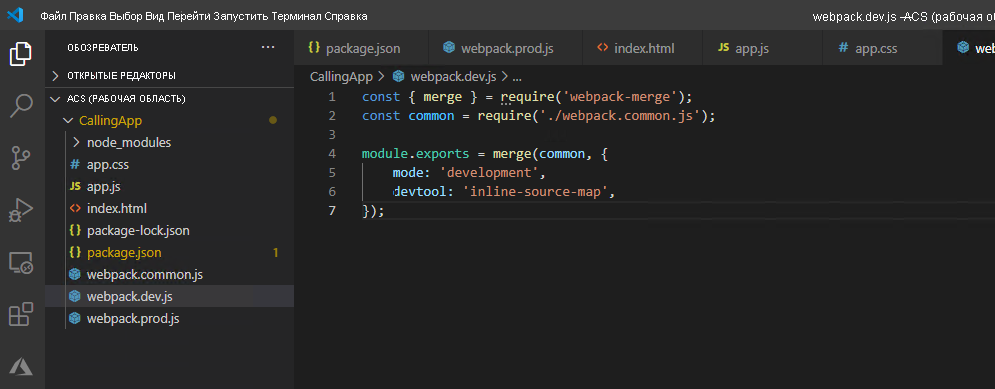 Файл Правка Выбор Вид Перейти Запустить Терминал Справка
webpack.dev.js -ACS (рабочая
ОБОЗРЕВАТЕЛЬ ...
{} package.json
webpack.prod.js
<> index.html
JS app.js
# app.css
ОТКРЫТЫЕ РЕДАКТОРЫ
ACS (РАБОЧАЯ ОБЛАСТЬ)
CallingApp
node_modules
# app.css
JS app.js
<> index.html
{} package-lock.json
{} package.json 1
webpack.common.js
webpack.dev.js
webpack.prod.js
CallingApp > webpack.dev.js > ...
1 const { merge } = require('webpack-merge');
2 const common = require('./webpack.common.js');
3
4 module.exports = merge(common, {
5 mode: 'development',
6 devtool: 'inline-source-map',
7 });